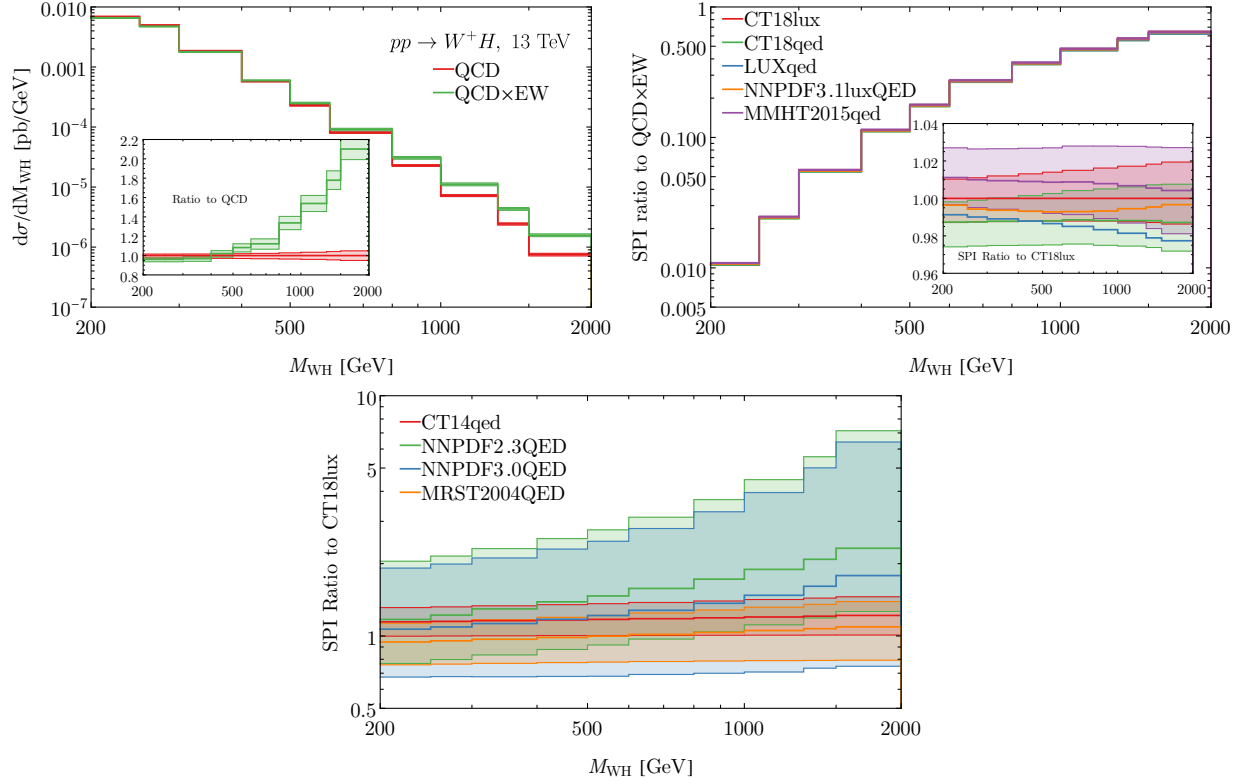 0.010
0.001
10⁻⁴
10⁻⁵
10⁻⁶
10⁻⁷
dσ/dM_WH [pb/GeV]
pp → W⁺H, 13 TeV
QCD
QCD×EW
2.2
2.0
1.8
1.6
1.4
1.2
1.0
0.8
Ratio to QCD
200 500 1000 2000
200 500 1000 2000
M_WH [GeV]
0.500
0.100
0.050
0.010
0.005
SPI ratio to QCD×EW
CT18lux
CT18qed
LUXqed
NNPDF3.1luxQED
MMHT2015qed
1.04
1.02
1.00
0.98
0.96
SPI Ratio to CT18lux
200 500 1000 2000
200 500 1000 2000
M_WH [GeV]
10
5
1
0.5
SPI Ratio to CT18lux
CT14qed
NNPDF2.3QED
NNPDF3.0QED
MRST2004QED
200 500 1000 2000
M_WH [GeV]